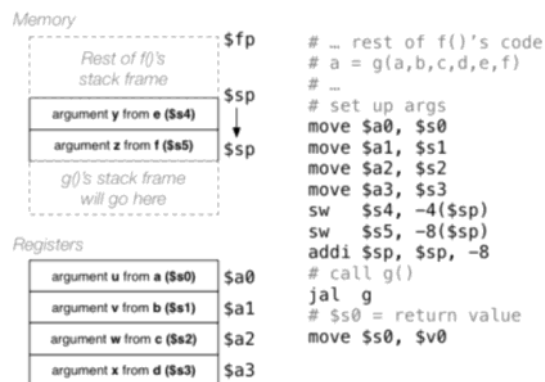 Memory
$fp
Rest of f()'s
stack frame
$sp
argument y from e ($s4)
argument z from f ($s5)
$sp
g()'s stack frame
will go here
Registers
argument u from a ($s0)
$a0
argument v from b ($s1)
$a1
argument w from c ($s2)
$a2
argument x from d ($s3)
$a3
# … rest of f()'s code
# a = g(a,b,c,d,e,f)
# …
# set up args
move $a0, $s0
move $a1, $s1
move $a2, $s2
move $a3, $s3
sw $s4, -4($sp)
sw $s5, -8($sp)
addi $sp, $sp, -8
# call g()
jal g
# $s0 = return value
move $s0, $v0